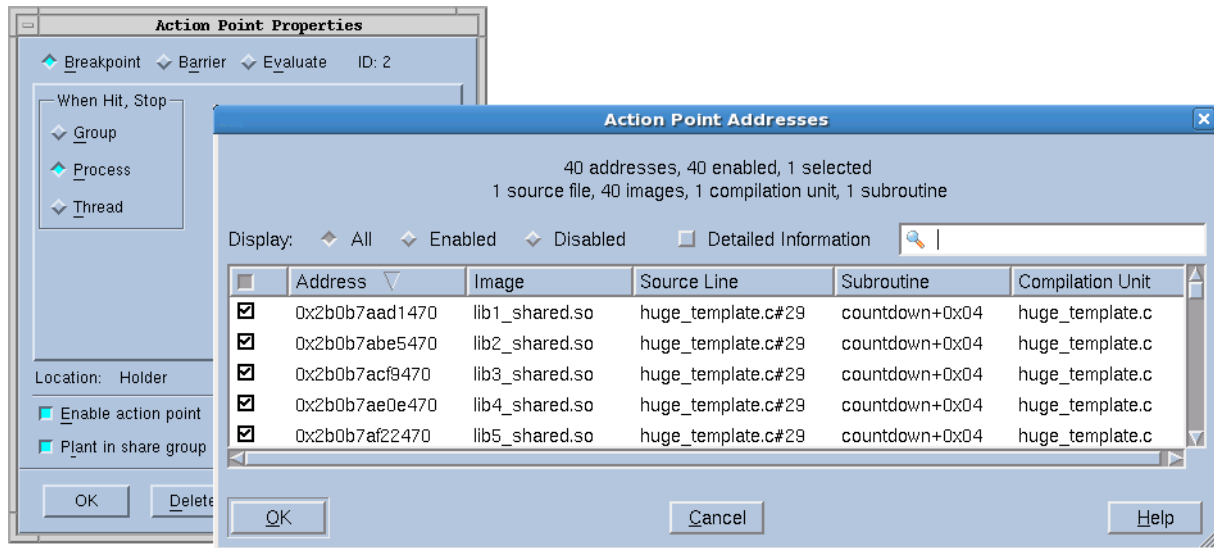 Action Point Properties
Breakpoint Barrier Evaluate ID: 2
When Hit, Stop
Group
Process
Thread
Location: Holder
Enable action point
Plant in share group
OK Delete
Action Point Addresses
40 addresses, 40 enabled, 1 selected
1 source file, 40 images, 1 compilation unit, 1 subroutine
Display: All Enabled Disabled Detailed Information
Address Image Source Line Subroutine Compilation Unit
0x2b0b7aad1470 lib1_shared.so huge_template.c#29 countdown+0x04 huge_template.c
0x2b0b7abe5470 lib2_shared.so huge_template.c#29 countdown+0x04 huge_template.c
0x2b0b7acf9470 lib3_shared.so huge_template.c#29 countdown+0x04 huge_template.c
0x2b0b7ae0e470 lib4_shared.so huge_template.c#29 countdown+0x04 huge_template.c
0x2b0b7af22470 lib5_shared.so huge_template.c#29 countdown+0x04 huge_template.c
OK Cancel Help